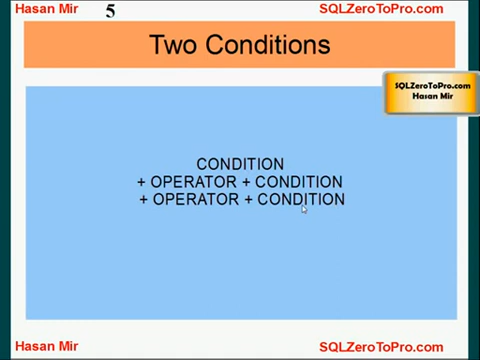 Hasan Mir 5 SQLZeroToPro.com
Two Conditions
SQLZeroToPro.com
Hasan Mir
CONDITION
+ OPERATOR + CONDITION
+ OPERATOR + CONDITION
Hasan Mir SQLZeroToPro.com